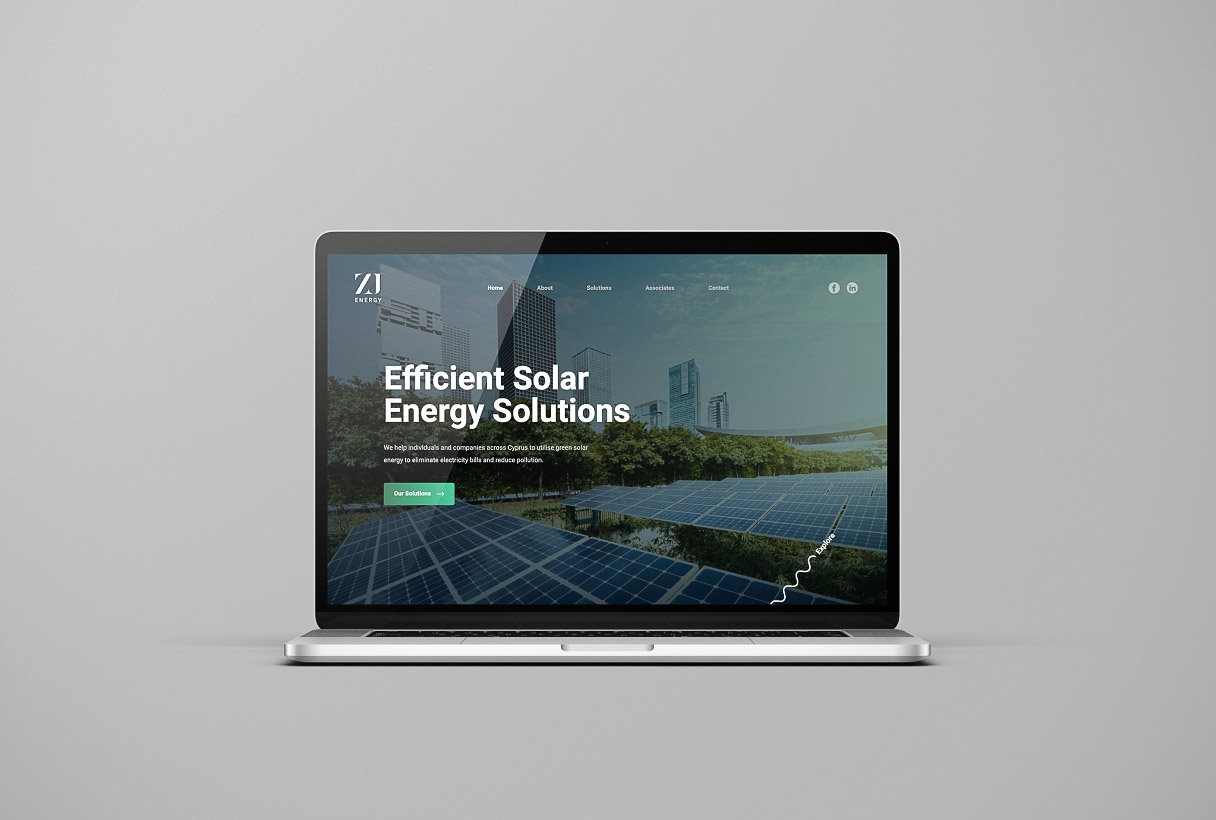 ZJ
ENERGY
Home About Solutions Associates Contact
f in
Efficient Solar
Energy Solutions
We help individuals and companies across Cyprus to utilise green solar
energy to eliminate electricity bills and reduce pollution.
Our Solutions →
Explore